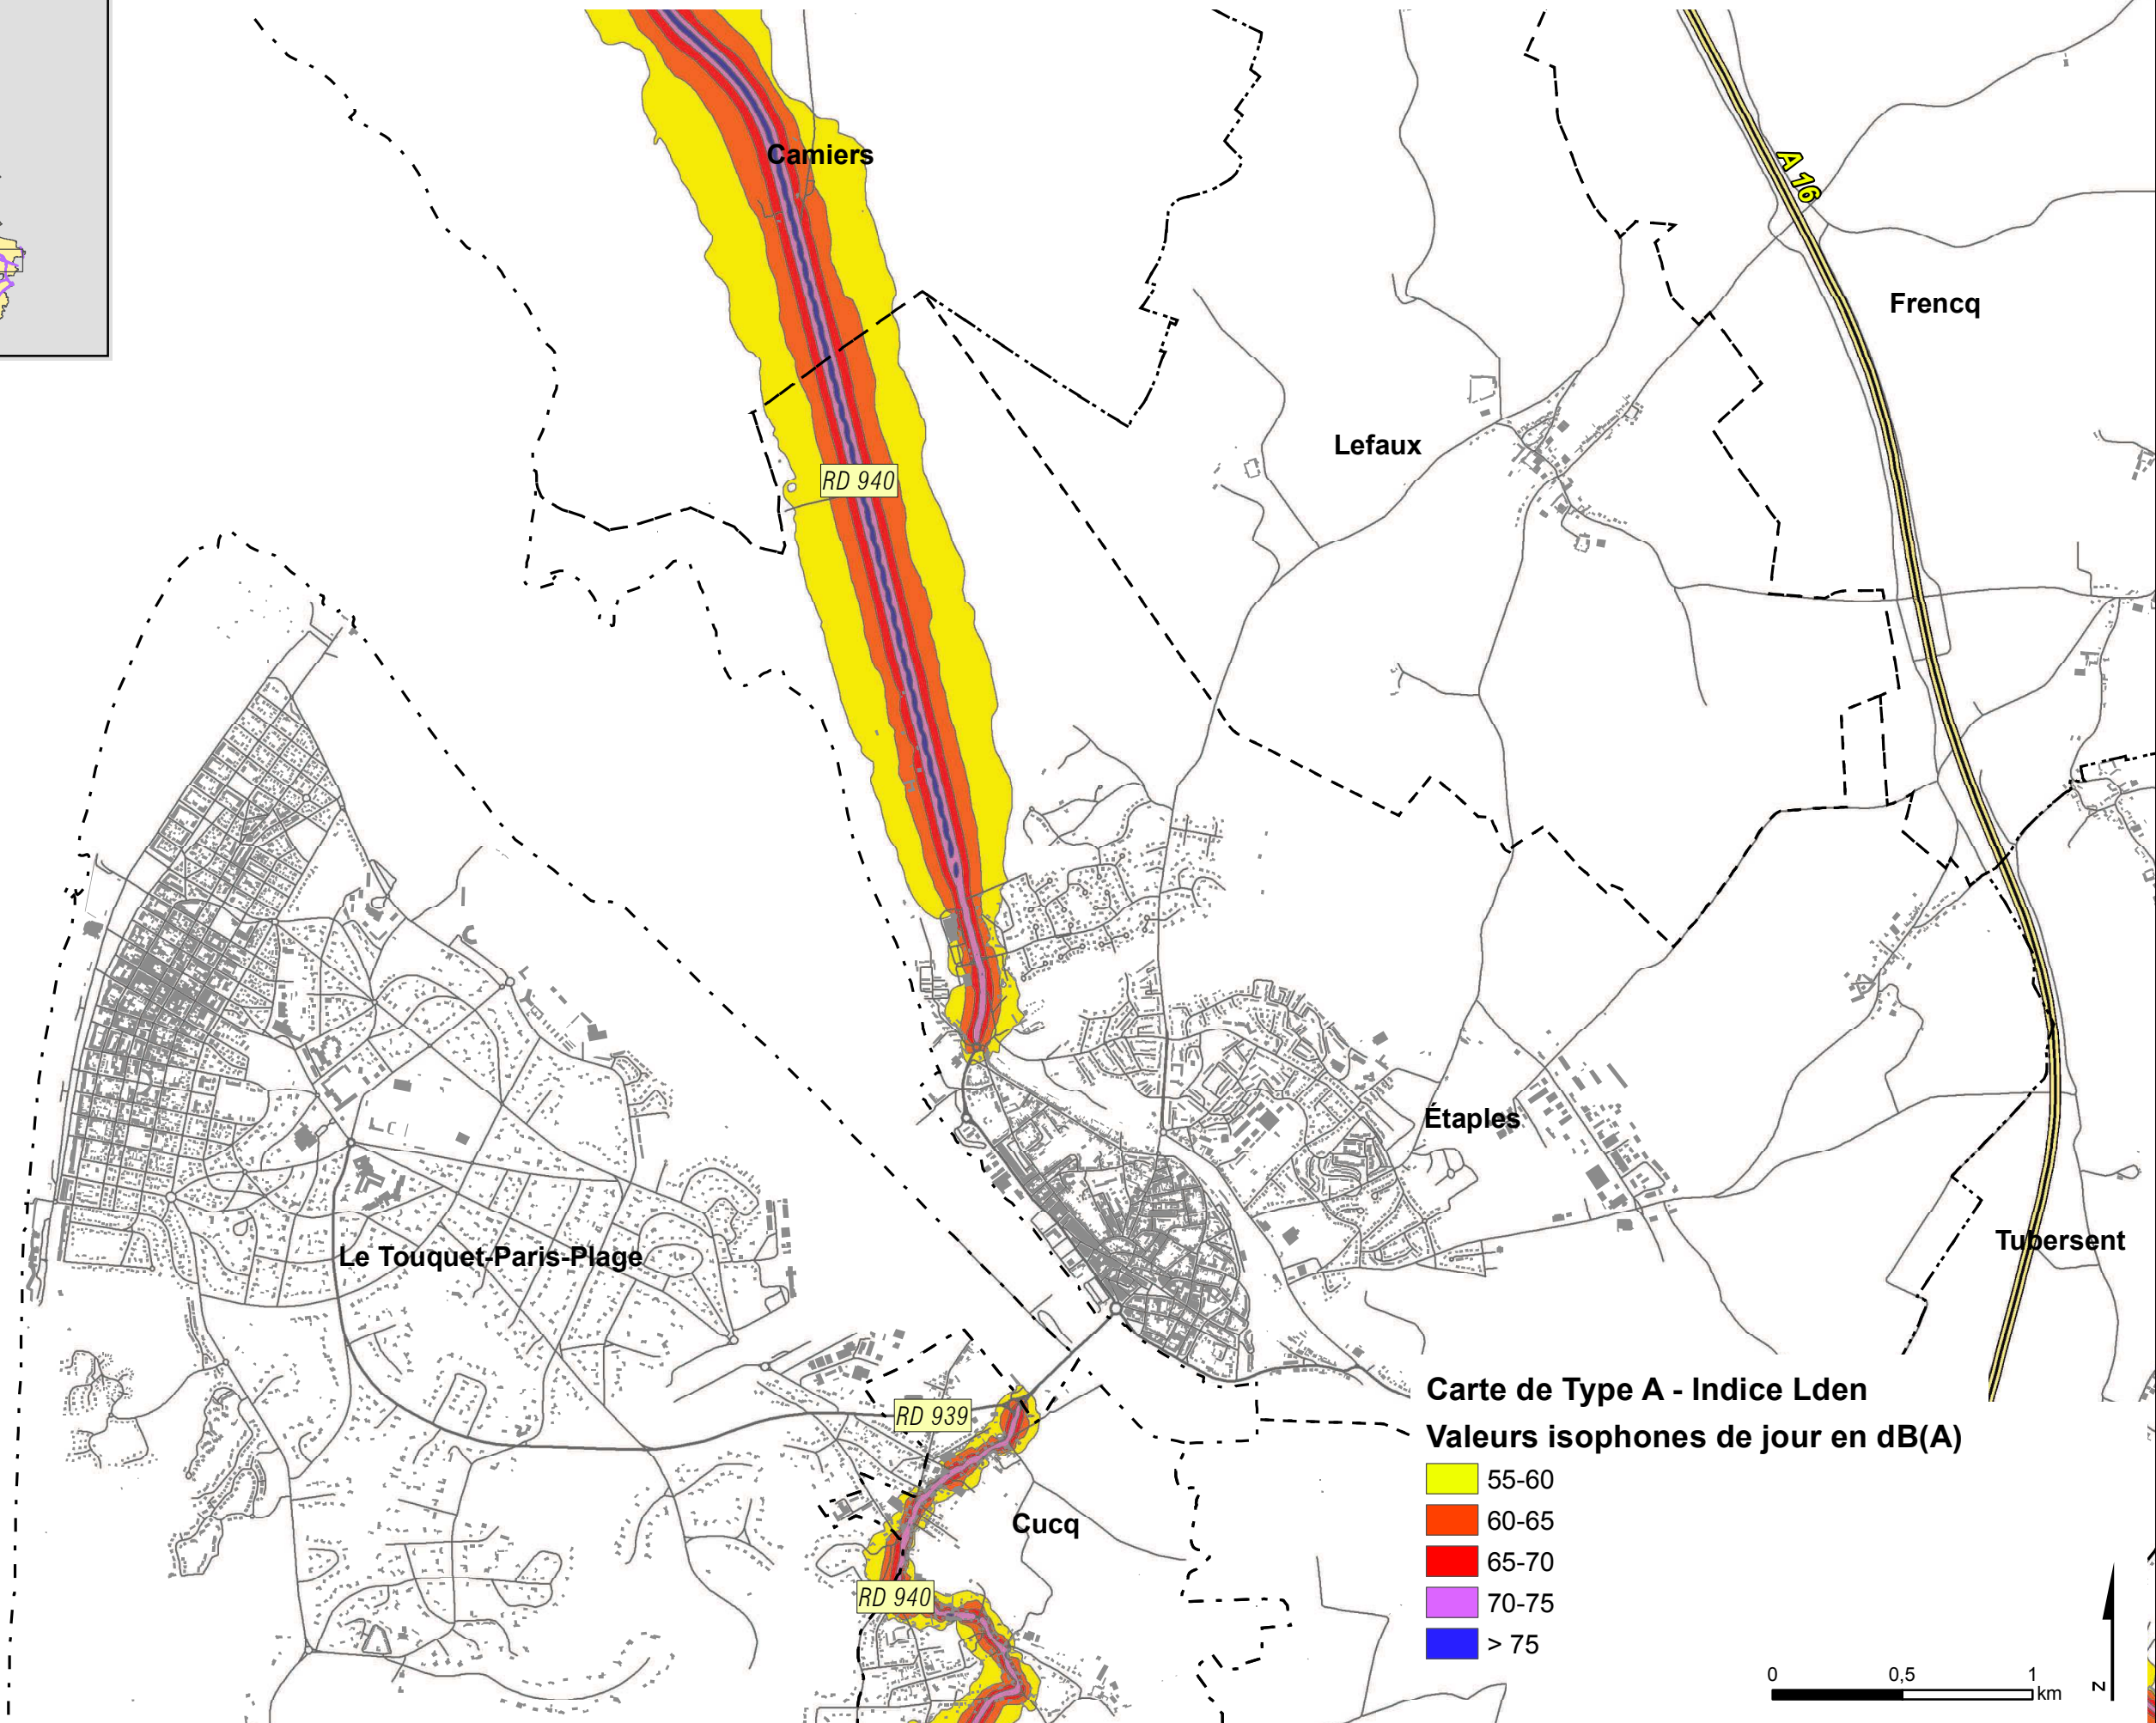 Camiers
A 16
Frencq
Lefaux
RD 940
Étaples
Tubersent
Le Touquet-Paris-Plage
RD 939
Cucq
RD 940
Carte de Type A - Indice Lden
Valeurs isophones de jour en dB(A)
55-60
60-65
65-70
70-75
> 75
0 0,5 1
km
N